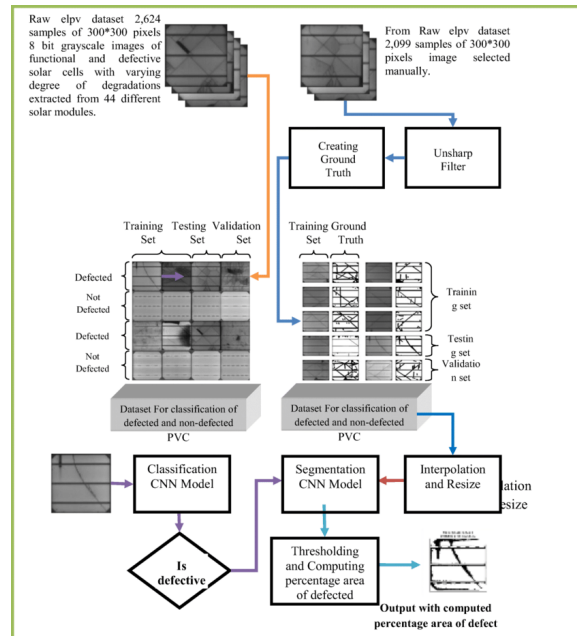 Raw elpv dataset 2,624
samples of 300*300 pixels
8 bit grayscale images of
functional and defective
solar cells with varying
degree of degradations
extracted from 44 different
solar modules.
From Raw elpv dataset
2,099 samples of 300*300
pixels image selected
manually.
Creating
Ground
Truth
Unsharp
Filter
Training Testing Validation
Set Set Set
Training Ground
Set Truth
Defected
Not
Defected
Defected
Not
Defected
Trainin
g set
Testin
g set
Validatio
n set
Dataset For classification of
defected and non-defected
PVC
Dataset For classification of
defected and non-defected
PVC
Classification
CNN Model
Segmentation
CNN Model
Interpolation
and Resize
lation
esize
Is
defective
Thresholding
and Computing
percentage area
of defected
Output with computed
percentage area of defect